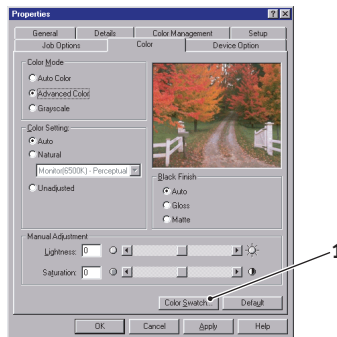 Properties
? X
General Details Color Management Setup
Job Options Color Device Option
Color Mode
Auto Color
Advanced Color
Grayscale
Color Setting:
Auto
Natural
Monitor(6500K) - Perceptual
Unadjusted
Black Finish
Auto
Gloss
Matte
Manual Adjustment
Lightness: 0
Saturation: 0
1
Color Swatch... Default
OK Cancel Apply Help